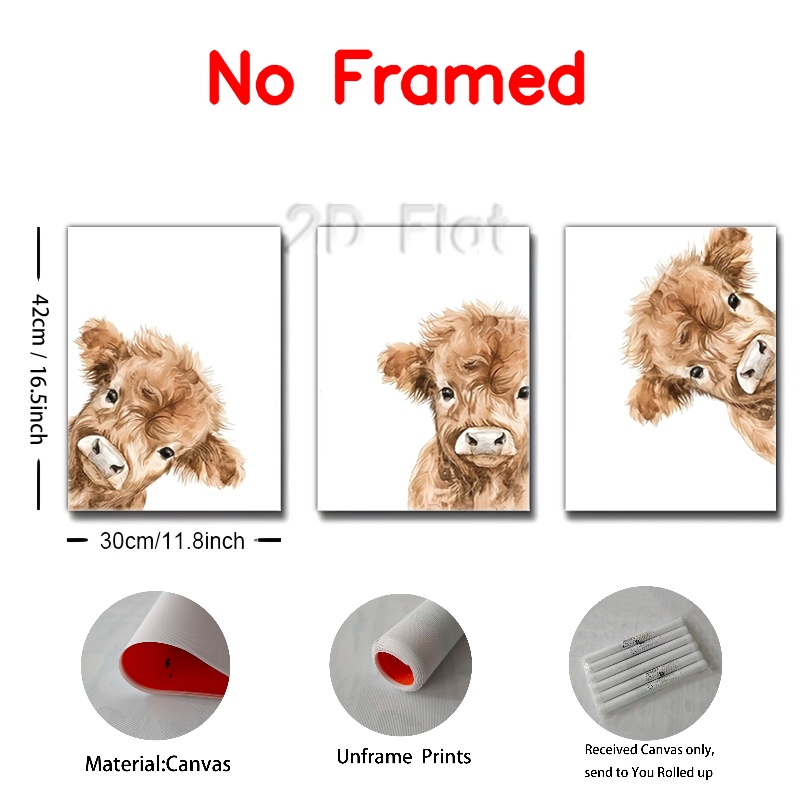 No Framed
2D Flat
42cm / 16.5inch
30cm/11.8inch
Material:Canvas
Unframe Prints
Received Canvas only,
send to You Rolled up